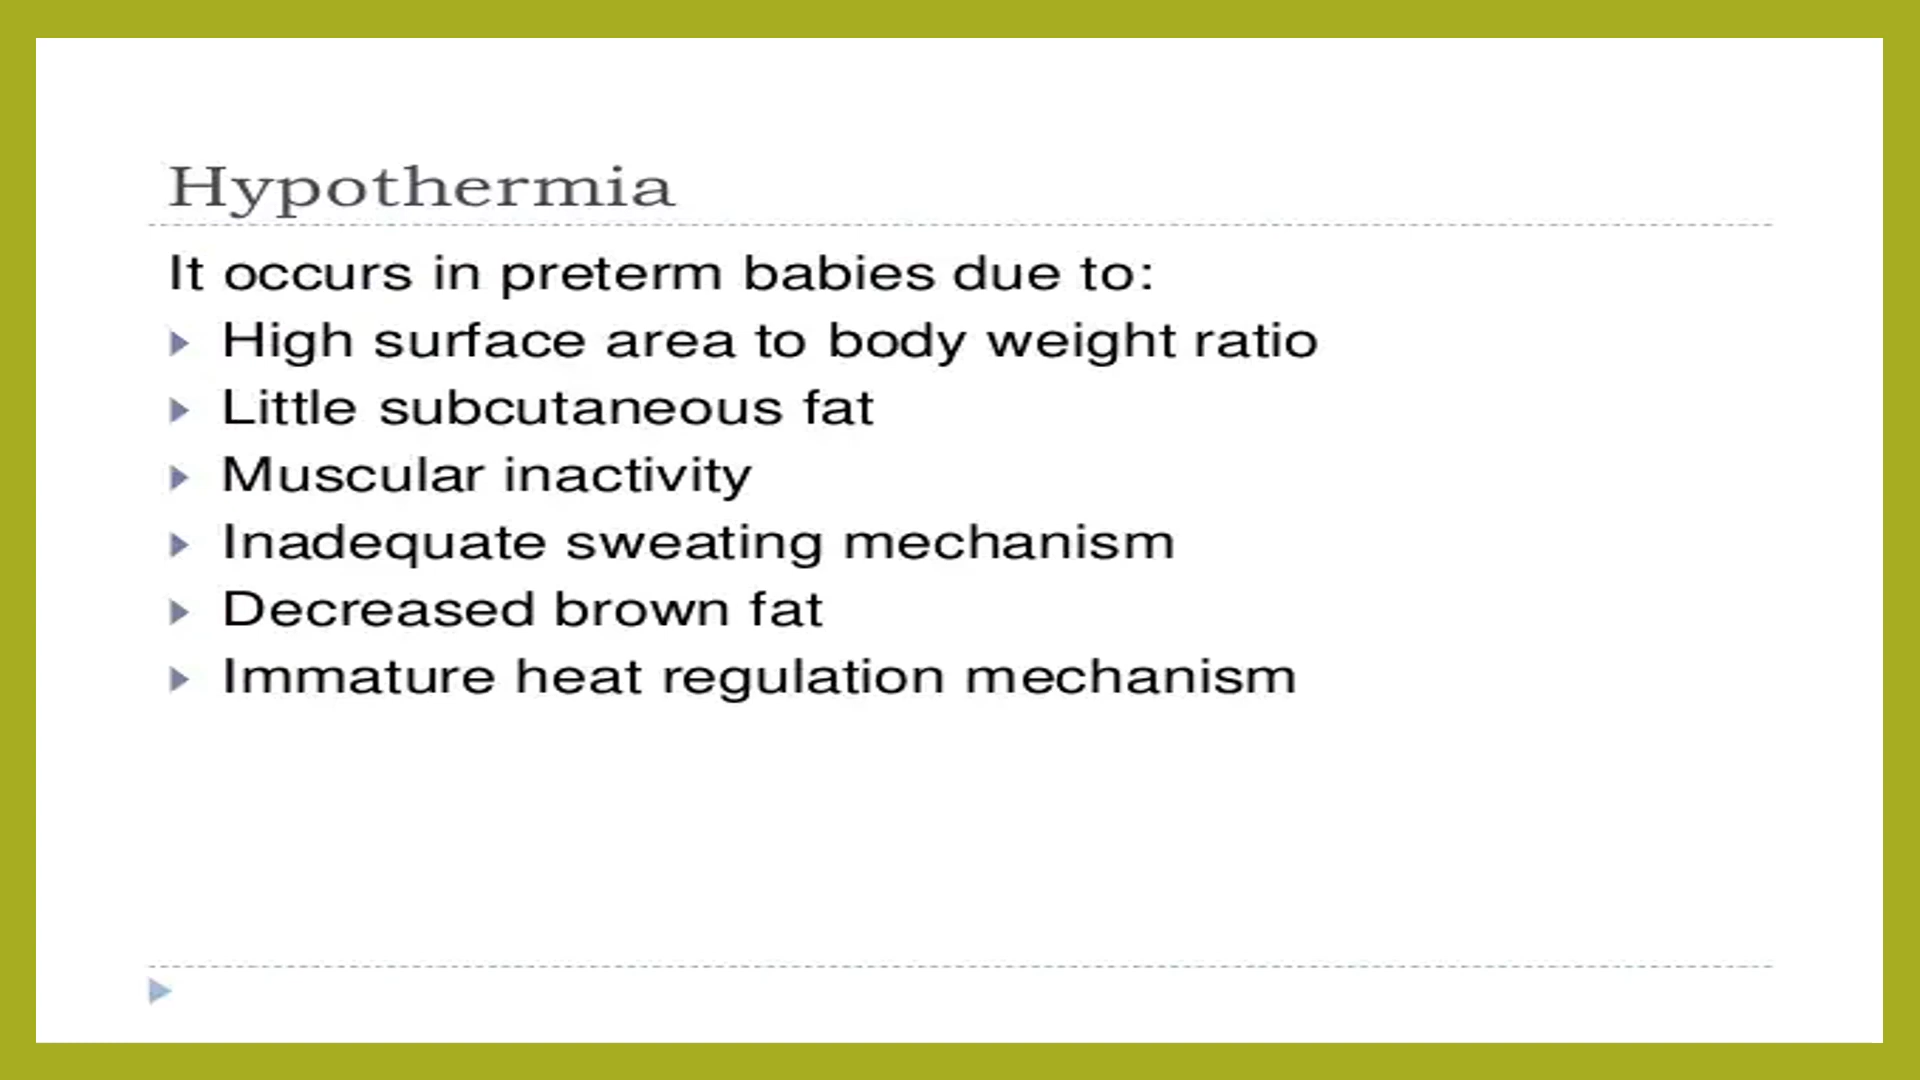 Hypothermia
It occurs in preterm babies due to:
High surface area to body weight ratio
Little subcutaneous fat
Muscular inactivity
Inadequate sweating mechanism
Decreased brown fat
Immature heat regulation mechanism